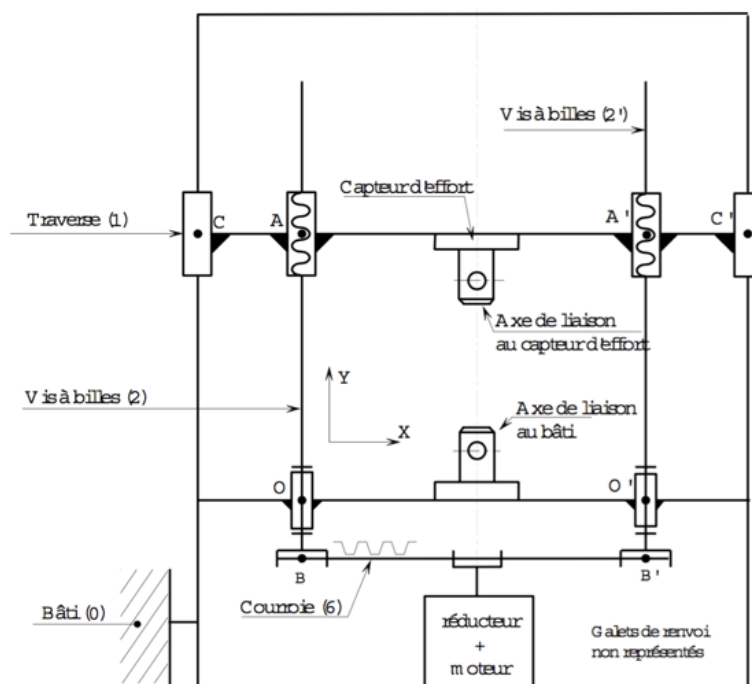 Vis à billes (2')
Capteur d'effort
Traverse (1)
C
A
A'
C'
Axe de liaison
au capteur d'effort
Y
X
Vis à billes (2)
Axe de liaison
au bâti
O
O'
B
B'
Courroie (6)
Bâti (0)
réducteur
+
moteur
Galets de renvoi
non représentés